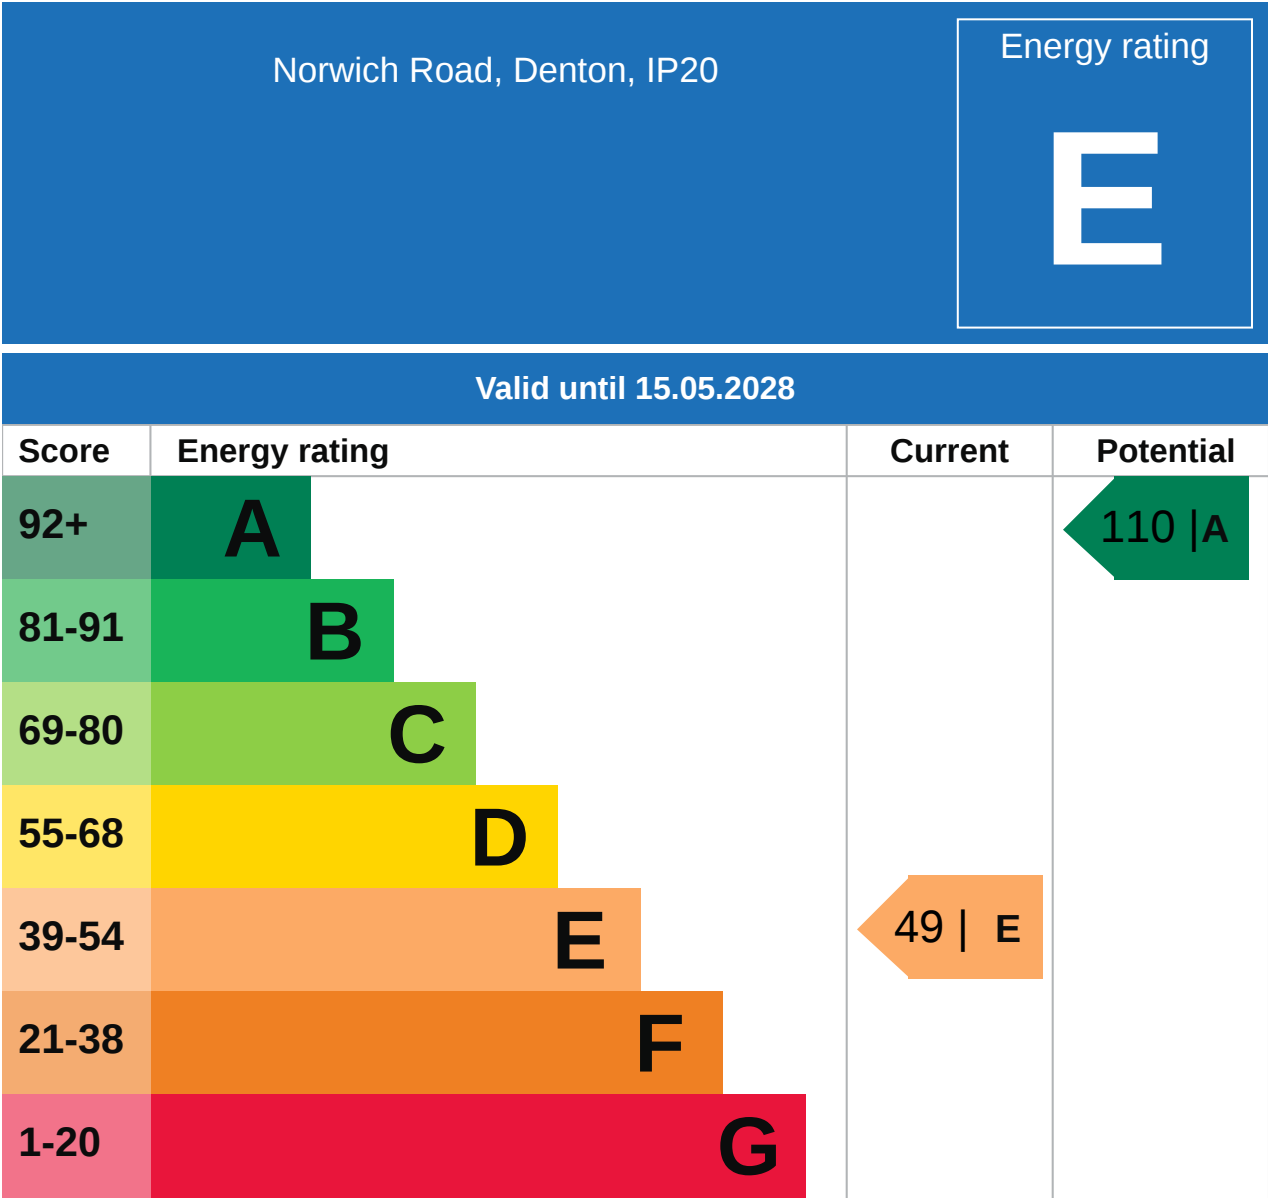 Norwich Road, Denton, IP20
Energy rating
E
Valid until 15.05.2028
Score Energy rating Current Potential
92+ A 110 |A
81-91 B
69-80 C
55-68 D
39-54 E 49 | E
21-38 F
1-20 G